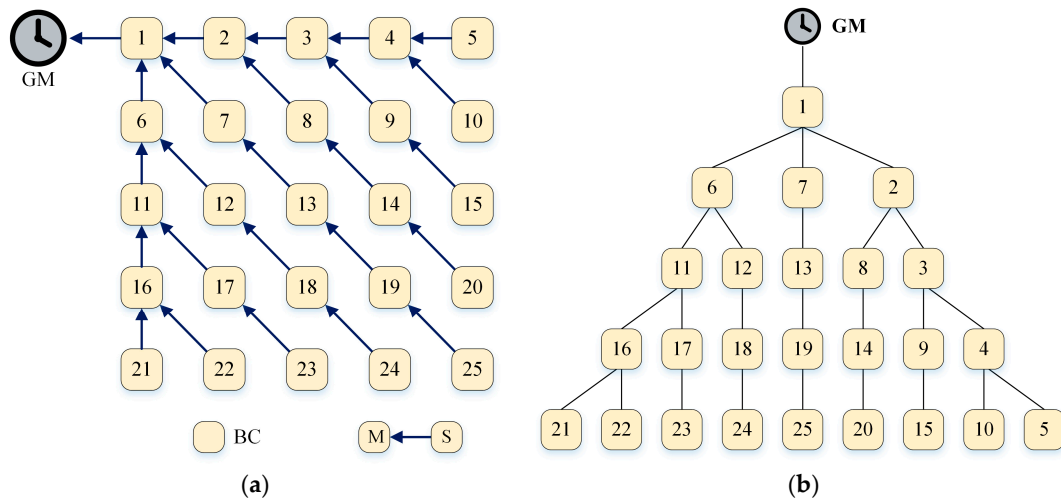 1 2 3 4 5
GM
6 7 8 9 10
11 12 13 14 15
16 17 18 19 20
21 22 23 24 25
BC M S
(a)
GM
1
6 7 2
11 12 13 8 3
16 17 18 19 14 9 4
21 22 23 24 25 20 15 10 5
(b)